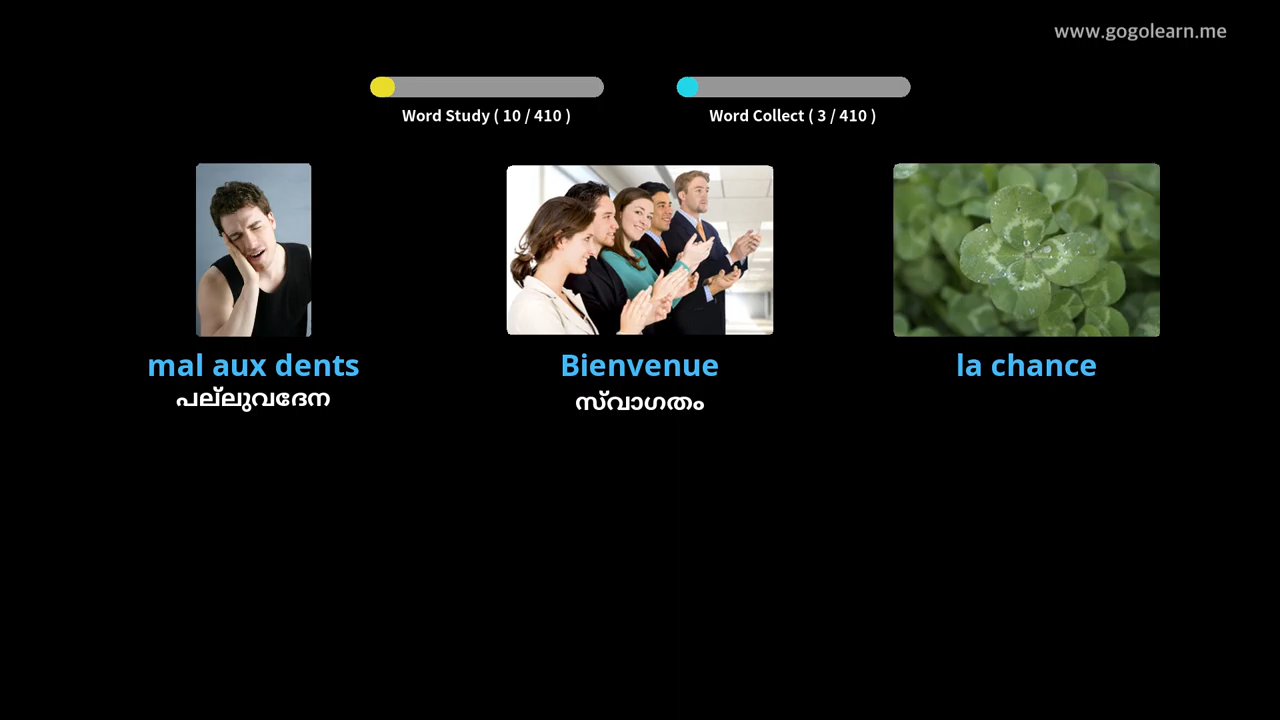 www.gogolearn.me
Word Study ( 10 / 410 )
Word Collect ( 3 / 410 )
mal aux dents
പല്ലുവദേന
Bienvenue
സ്വാഗതം
la chance